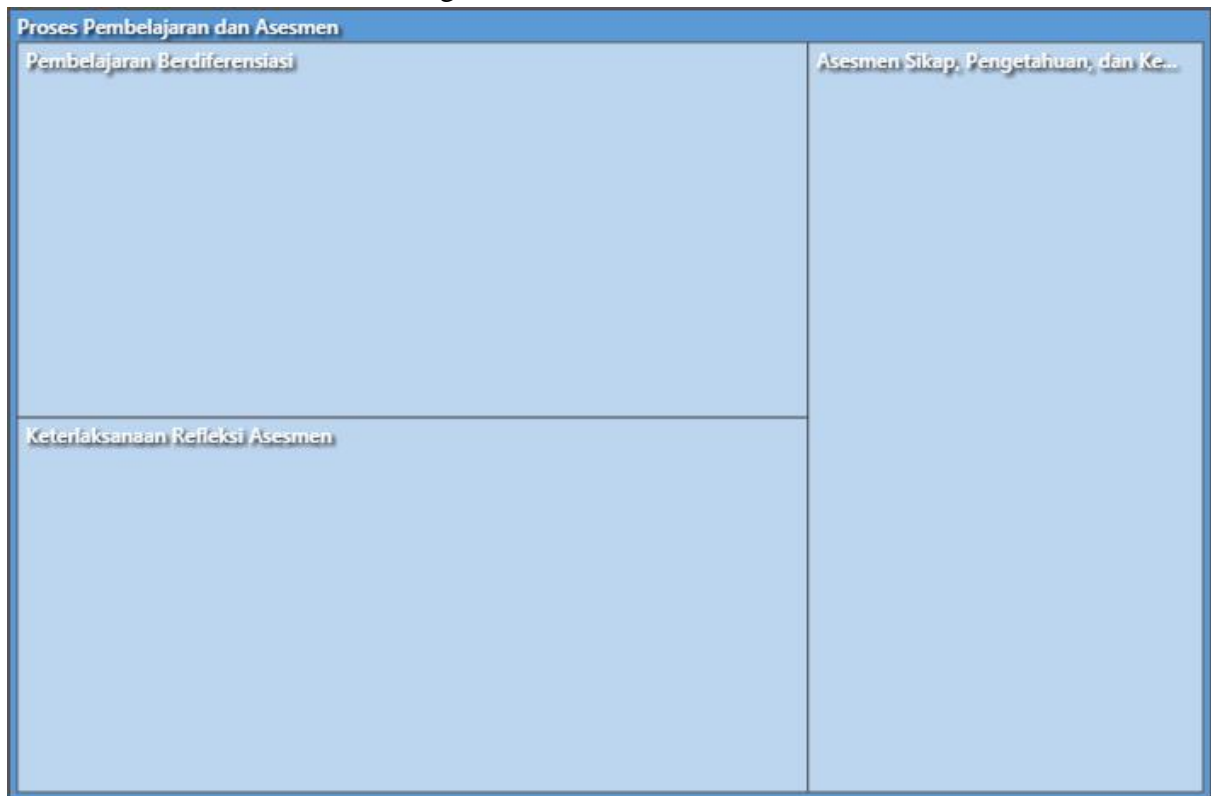 Proses Pembelajaran dan Asesmen
Pembelajaran Berdiferensiasi
Asesmen Sikap, Pengetahuan, dan Ke...
Keterlaksanaan Refleksi Asesmen